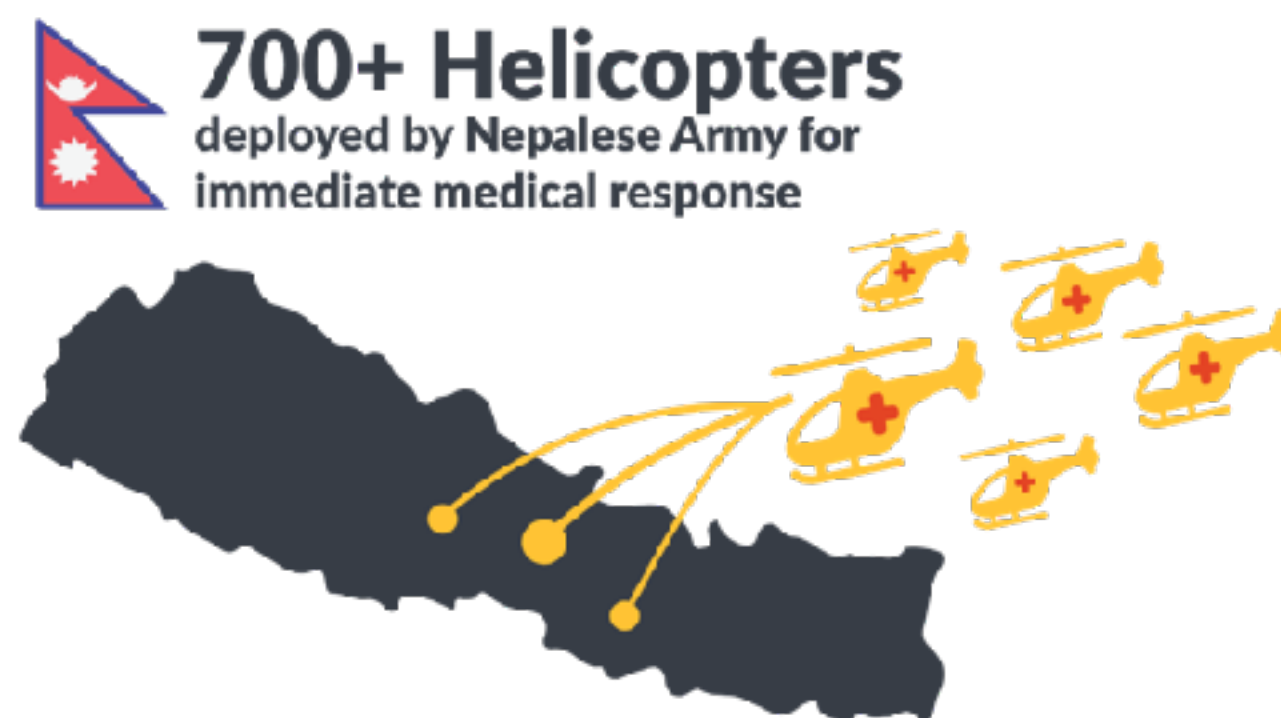 700+ Helicopters
deployed by Nepalese Army for
immediate medical response